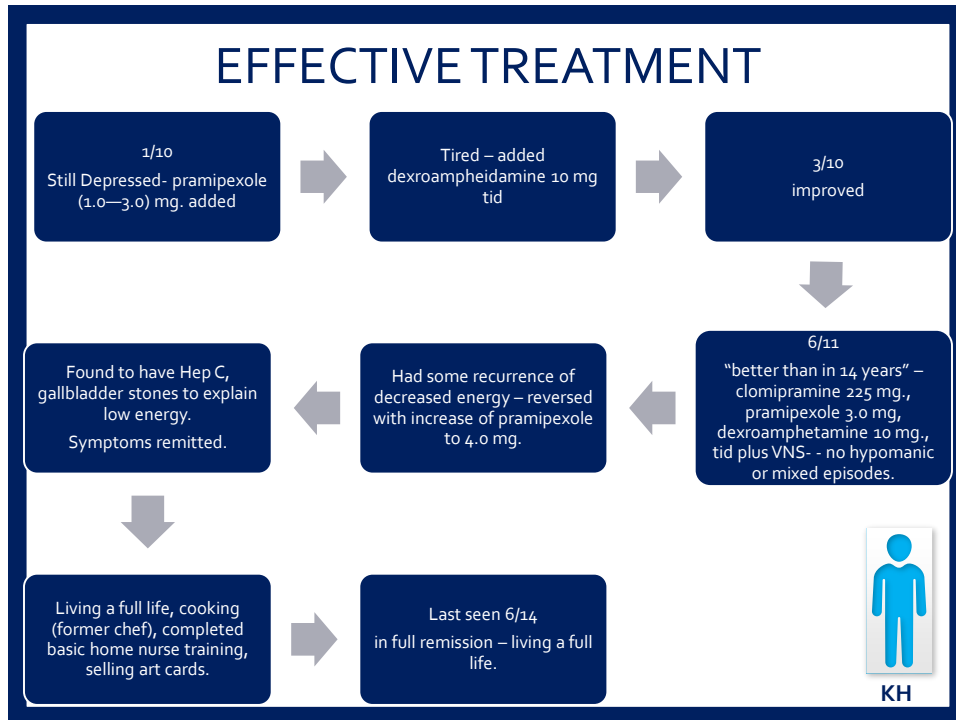 EFFECTIVE TREATMENT
1/10
Still Depressed- pramipexole
(1.0—3.0) mg. added
Tired – added
dexroampheidamine 10 mg
tid
3/10
improved
6/11
“better than in 14 years” –
clomipramine 225 mg.,
pramipexole 3.0 mg,
dexroamphetamine 10 mg.,
tid plus VNS- - no hypomanic
or mixed episodes.
Had some recurrence of
decreased energy – reversed
with increase of pramipexole
to 4.0 mg.
Found to have Hep C,
gallbladder stones to explain
low energy.
Symptoms remitted.
Living a full life, cooking
(former chef), completed
basic home nurse training,
selling art cards.
Last seen 6/14
in full remission – living a full
life.
KH